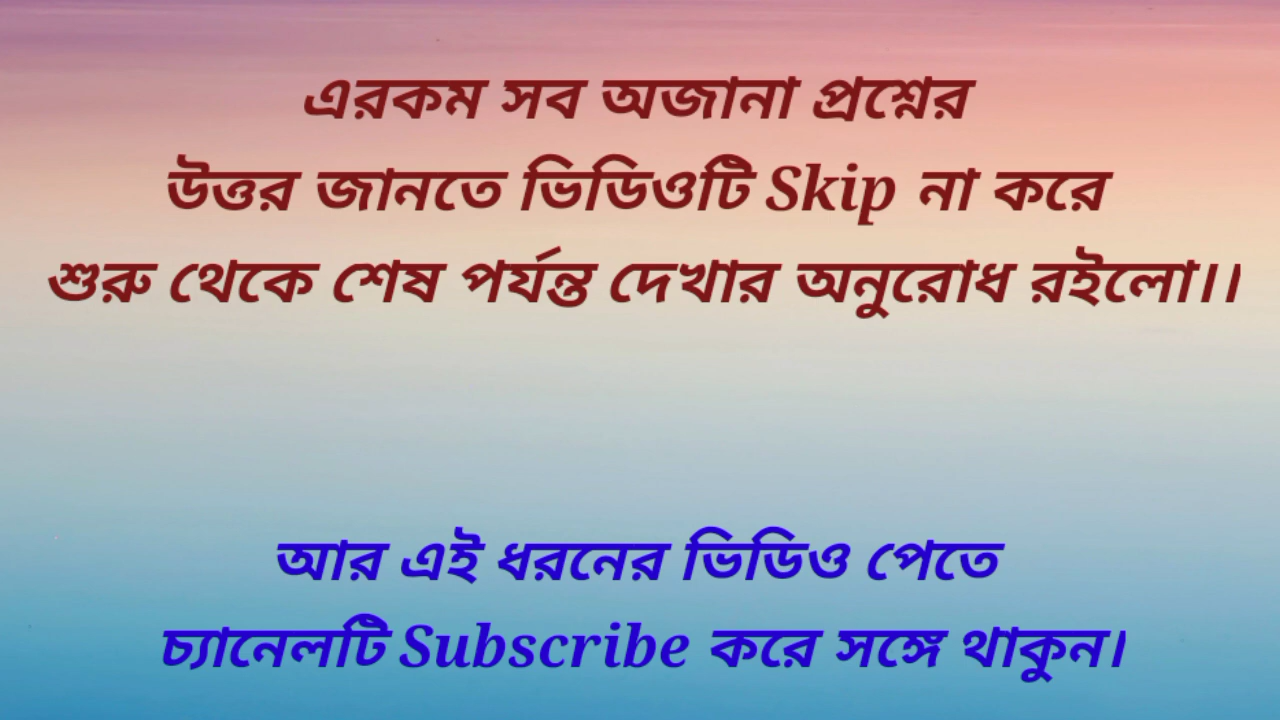 এরকম সব অজানা প্রশ্নের
উত্তর জানতে ভিডিওটি Skip না করে
শুরু থেকে শেষ পর্যন্ত দেখার অনুরোধ রইলো।।
আর এই ধরনের ভিডিও পেতে
চ্যানেলটি Subscribe করে সঙ্গে থাকুন।